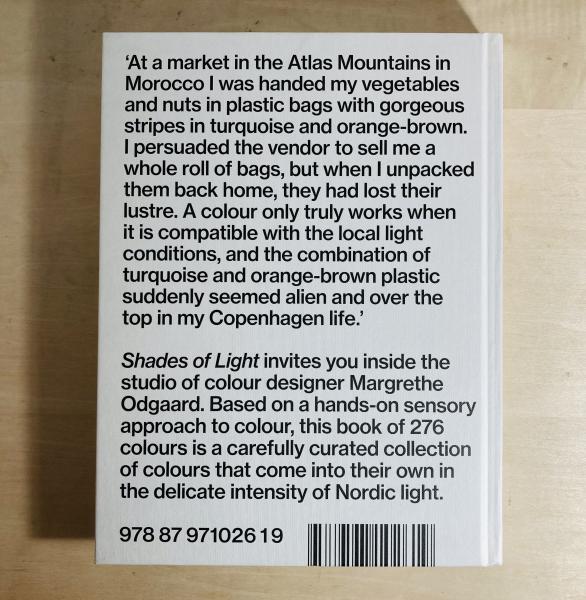 ‘At a market in the Atlas Mountains in
Morocco I was handed my vegetables
and nuts in plastic bags with gorgeous
stripes in turquoise and orange-brown.
I persuaded the vendor to sell me a
whole roll of bags, but when I unpacked
them back home, they had lost their
lustre. A colour only truly works when
it is compatible with the local light
conditions, and the combination of
turquoise and orange-brown plastic
suddenly seemed alien and over the
top in my Copenhagen life.’
Shades of Light invites you inside the
studio of colour designer Margrethe
Odgaard. Based on a hands-on sensory
approach to colour, this book of 276
colours is a carefully curated collection
of colours that come into their own in
the delicate intensity of Nordic light.
978 87 97102619